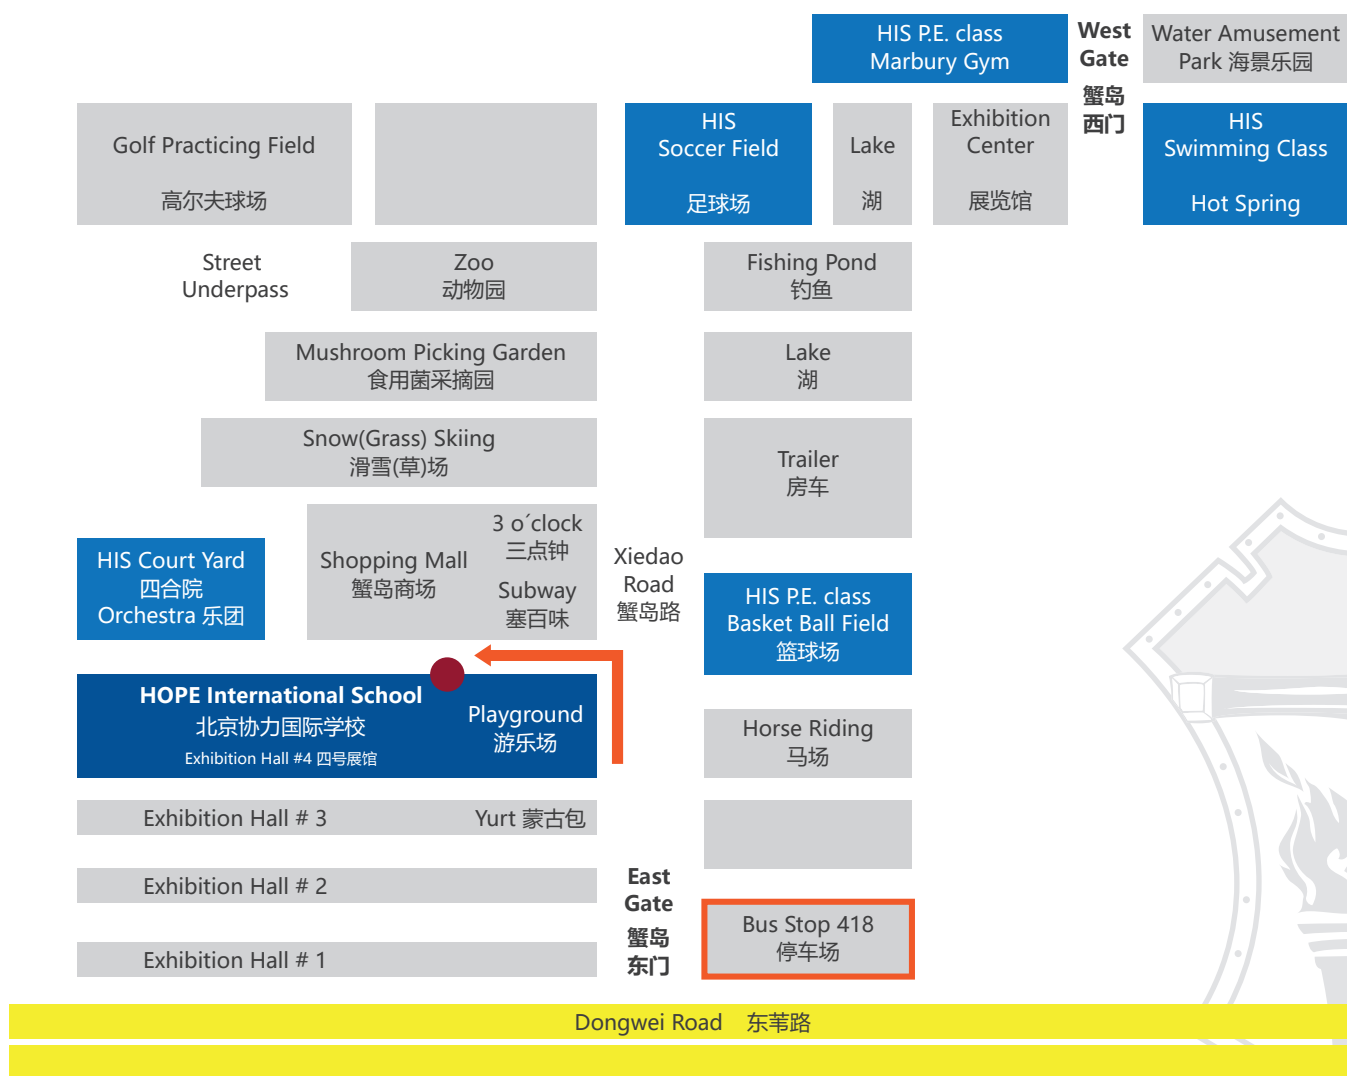 HIS P.E. class
Marbury Gym
West
Gate
蟹岛
西门
Water Amusement
Park 海景乐园
Golf Practicing Field
高尔夫球场
HIS
Soccer Field
足球场
Lake
湖
Exhibition
Center
展览馆
HIS
Swimming Class
Hot Spring
Street
Underpass
Zoo
动物园
Fishing Pond
钓鱼
Mushroom Picking Garden
食用菌采摘园
Lake
湖
Snow(Grass) Skiing
滑雪(草)场
Trailer
房车
HIS Court Yard
四合院
Orchestra 乐团
Shopping Mall
蟹岛商场
3 o´clock
三点钟
Subway
塞百味
Xiedao
Road
蟹岛路
HIS P.E. class
Basket Ball Field
篮球场
HOPE International School
北京协力国际学校
Exhibition Hall #4 四号展馆
Playground
游乐场
Horse Riding
马场
Exhibition Hall # 3
Yurt 蒙古包
Exhibition Hall # 2
East
Gate
蟹岛
东门
Bus Stop 418
停车场
Exhibition Hall # 1
Dongwei Road 东苇路